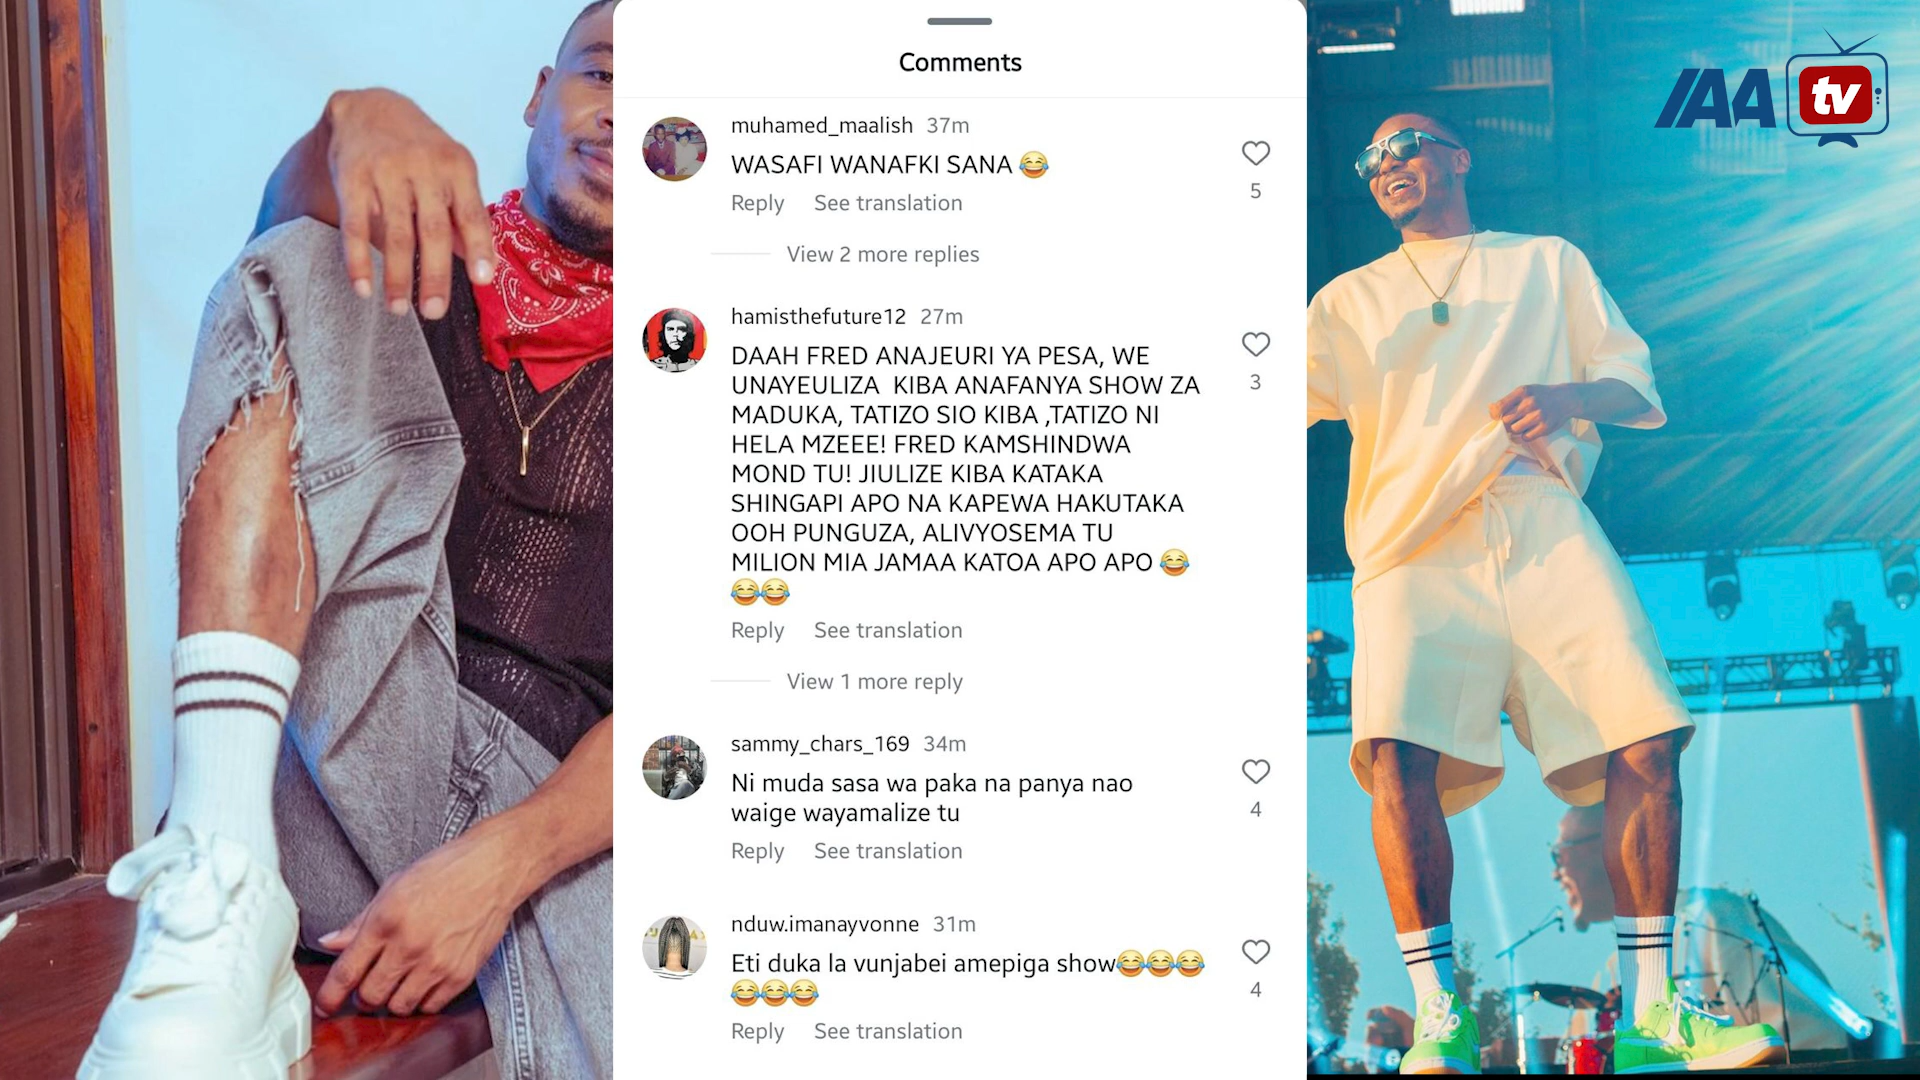 Comments
IAA tv
muhamed_maalish 37m
WASAFI WANAFKI SANA 😂
5
Reply See translation
View 2 more replies
hamisthefuture12 27m
DAAH FRED ANAJEURI YA PESA, WE
UNAYEULIZA KIBA ANAFANYA SHOW ZA
MADUKA, TATIZO SIO KIBA ,TATIZO NI
HELA MZEEE! FRED KAMSHINDWA
MOND TU! JIULIZE KIBA KATAKA
SHINGAPI APO NA KAPEWA HAKUTAKA
OOH PUNGUZA, ALIVYOSEMA TU
MILION MIA JAMAA KATOA APO APO 😂
😂😂
3
Reply See translation
View 1 more reply
sammy_chars_169 34m
Ni muda sasa wa paka na panya nao
waige wayamalize tu
4
Reply See translation
nduw.imanayvonne 31m
Eti duka la vunjabei amepiga show😂😂😂
😂😂😂
4
Reply See translation